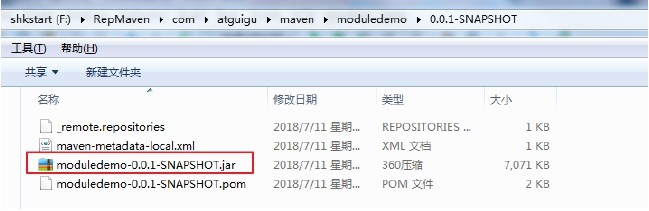 shkstart (F:) ▸ RepMaven ▸ com ▸ atguigu ▸ maven ▸ moduledemo ▸ 0.0.1-SNAPSHOT
工具(T) 帮助(H)
共享 新建文件夹
名称 修改日期 类型 大小
_remote.repositories 2018/7/11 星期... REPOSITORIES ... 1 KB
maven-metadata-local.xml 2018/7/11 星期... XML 文档 1 KB
moduledemo-0.0.1-SNAPSHOT.jar 2018/7/11 星期... 360压缩 7,071 KB
moduledemo-0.0.1-SNAPSHOT.pom 2018/7/11 星期... POM 文件 2 KB